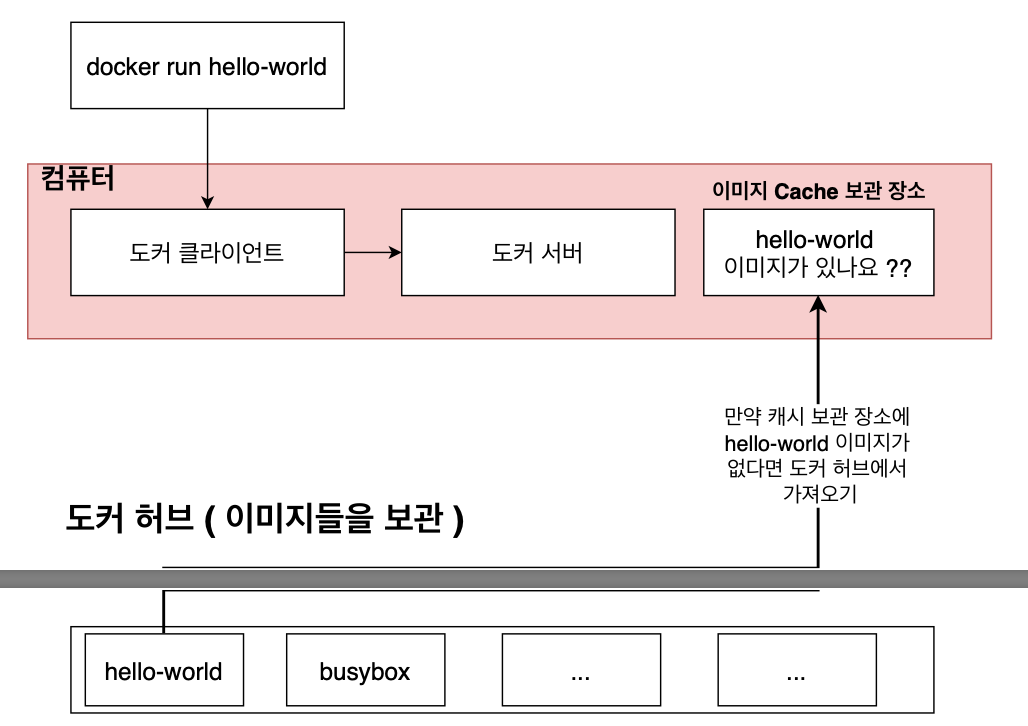 docker run hello-world
컴퓨터
이미지 Cache 보관 장소
도커 클라이언트
도커 서버
hello-world
이미지가 있나요 ??
만약 캐시 보관 장소에
hello-world 이미지가
없다면 도커 허브에서
가져오기
도커 허브 ( 이미지들을 보관 )
hello-world
busybox
...
...